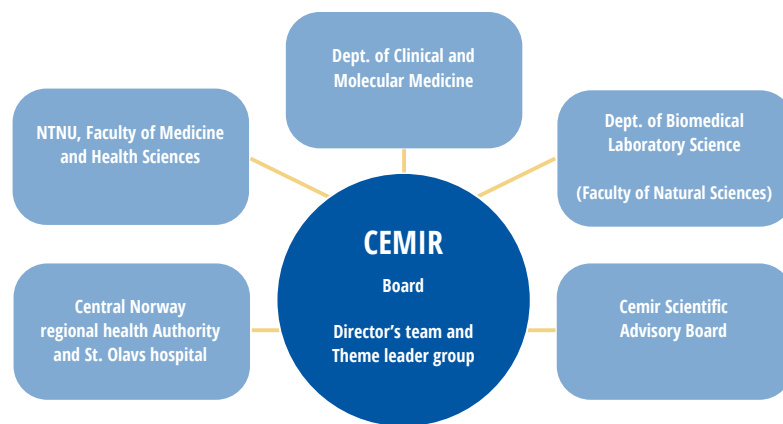 Dept. of Clinical and
Molecular Medicine
NTNU, Faculty of Medicine
and Health Sciences
Dept. of Biomedical
Laboratory Science
(Faculty of Natural Sciences)
CEMIR
Board
Director’s team and
Theme leader group
Central Norway
regional health Authority
and St. Olavs hospital
Cemir Scientific
Advisory Board